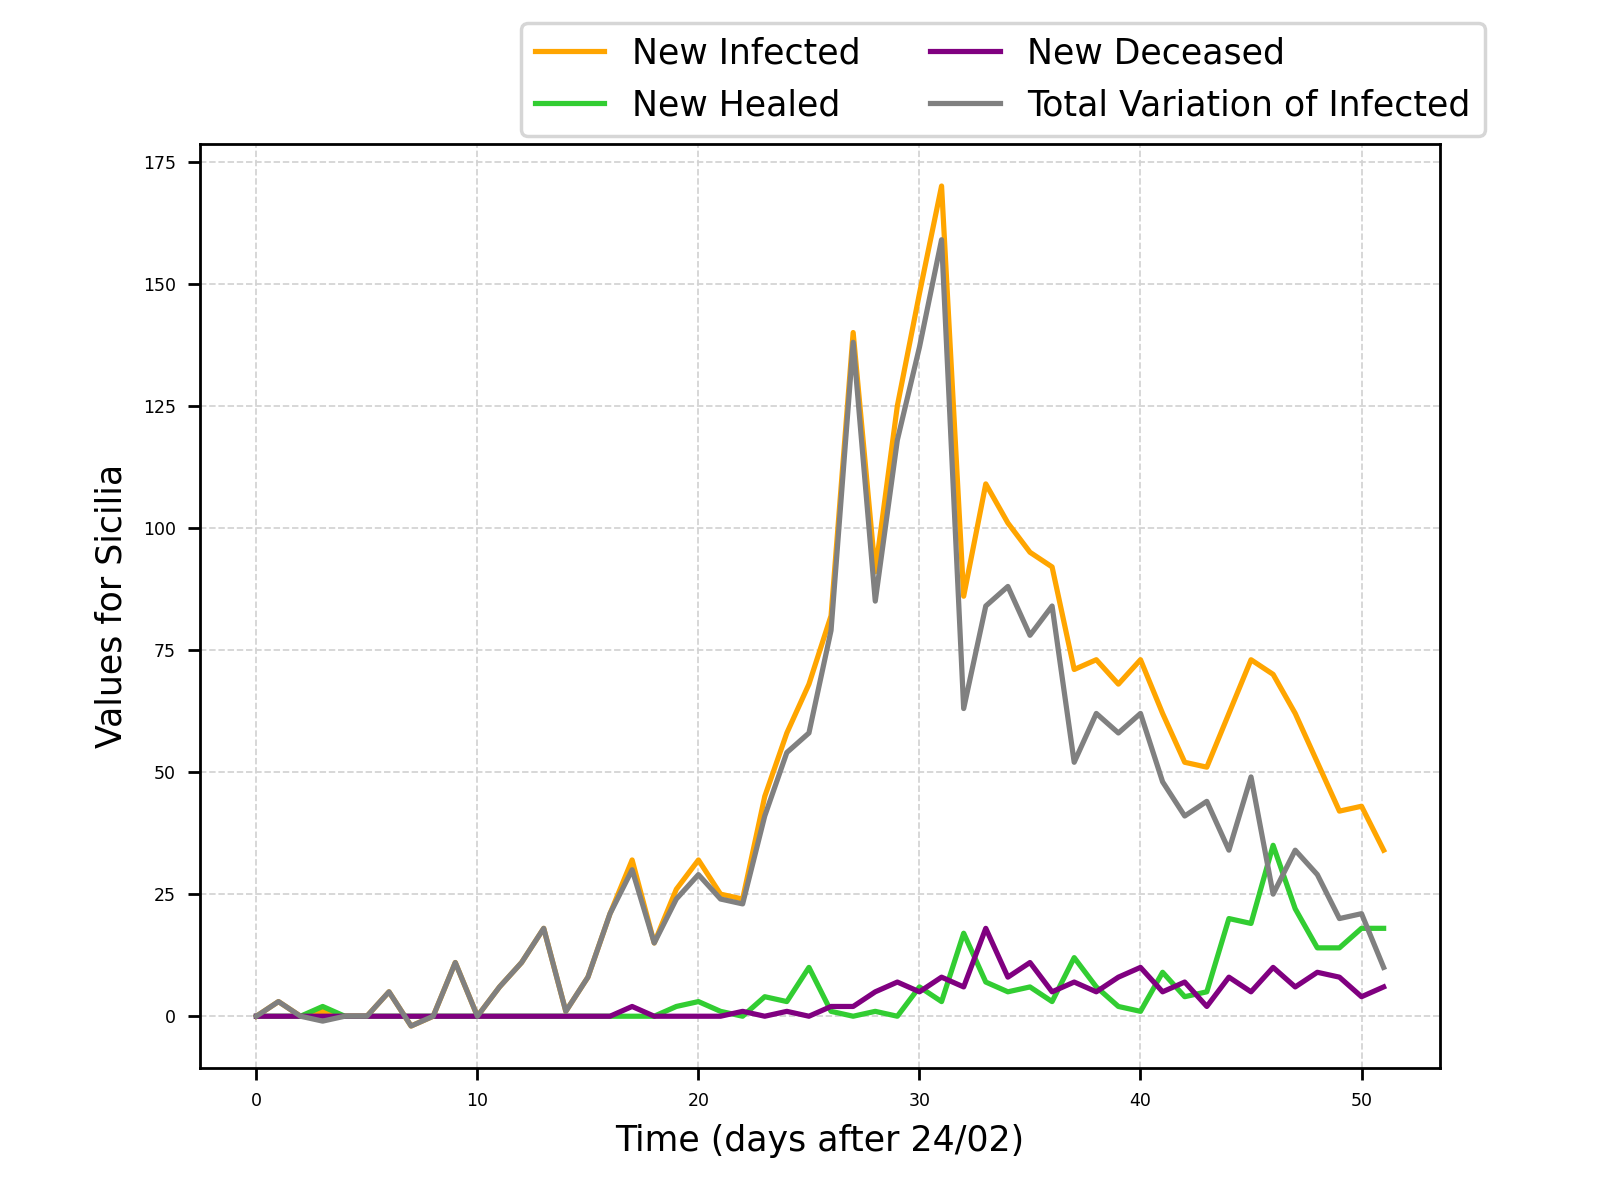 New Infected
New Healed
New Deceased
Total Variation of Infected
175
150
125
100
75
50
25
0
Values for Sicilia
0 10 20 30 40 50
Time (days after 24/02)